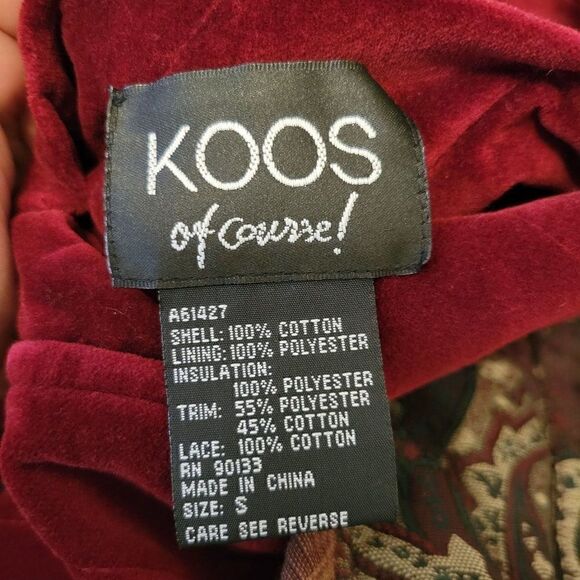 KOOS
of course!
A61427
SHELL: 100% COTTON
LINING: 100% POLYESTER
INSULATION:
100% POLYESTER
TRIM: 55% POLYESTER
45% COTTON
LACE: 100% COTTON
RN 90133
MADE IN CHINA
SIZE: S
CARE SEE REVERSE